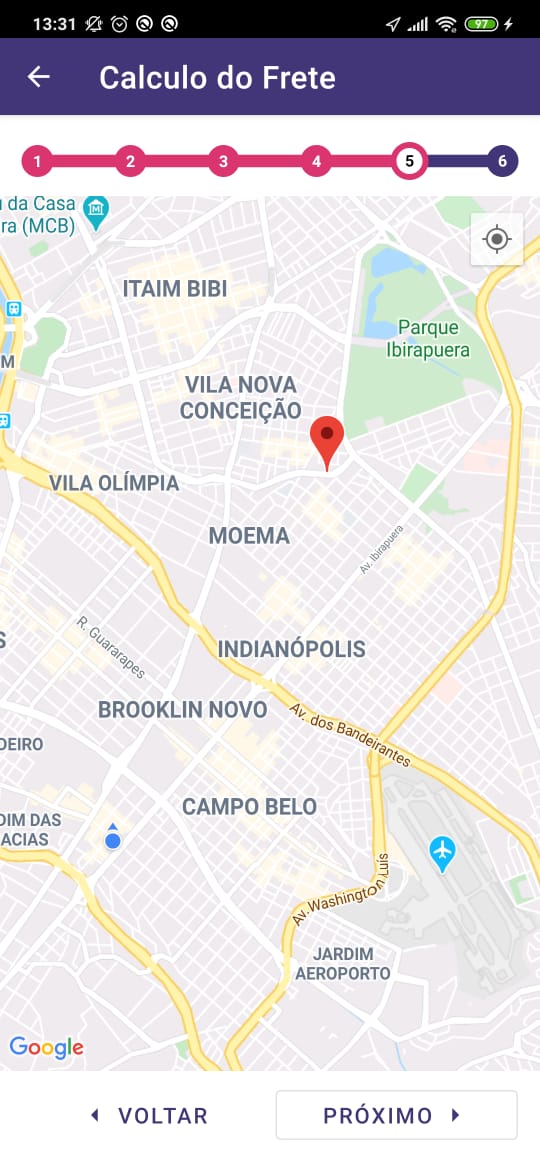 13:31
97
Calculo do Frete
1 2 3 4 5 6
da Casa
ra (MCB)
ITAIM BIBI
Parque
Ibirapuera
M
VILA NOVA
CONCEIÇÃO
VILA OLÍMPIA
MOEMA
Av. Ibirapuera
R. Guararapes
S
INDIANÓPOLIS
BROOKLIN NOVO
Av. dos Bandeirantes
DEIRO
CAMPO BELO
DIM DAS
ACIAS
Av. Washington Luís
JARDIM
AEROPORTO
Google
VOLTAR
PRÓXIMO